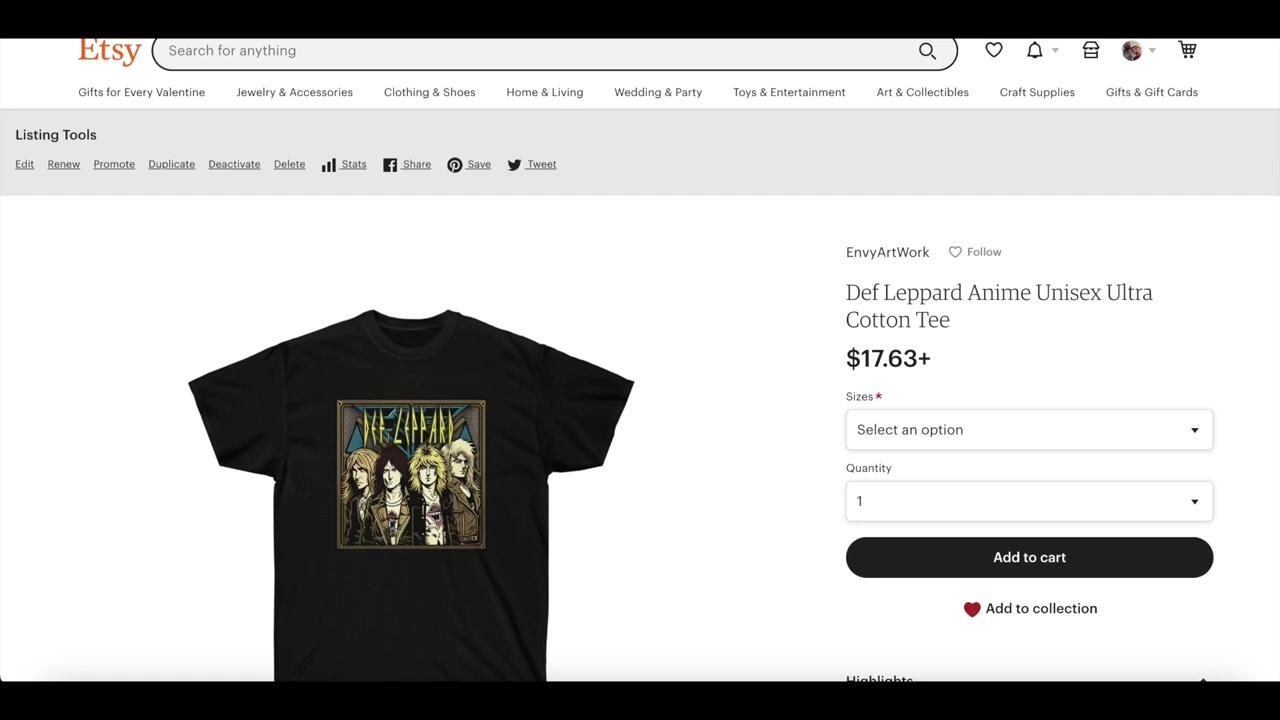 Etsy
Search for anything
Gifts for Every Valentine Jewelry & Accessories Clothing & Shoes Home & Living Wedding & Party Toys & Entertainment Art & Collectibles Craft Supplies Gifts & Gift Cards
Listing Tools
Edit Renew Promote Duplicate Deactivate Delete Stats Share Save Tweet
EnvyArtWork Follow
Def Leppard Anime Unisex Ultra
Cotton Tee
$17.63+
Sizes*
Select an option
Quantity
1
Add to cart
Add to collection
Highlights
DEF LEPPARD